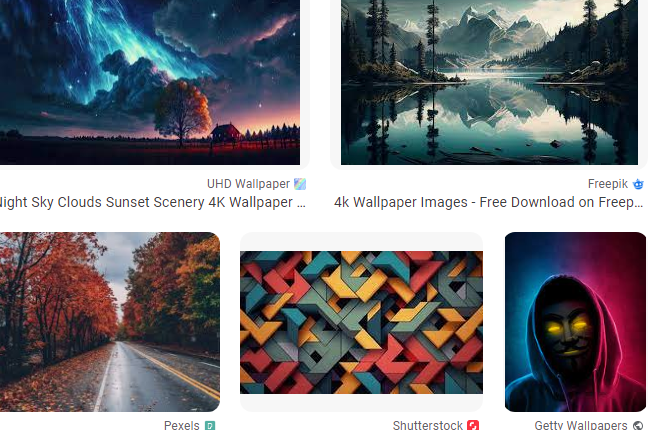 UHD Wallpaper
Freepik
Night Sky Clouds Sunset Scenery 4K Wallpaper ...
4k Wallpaper Images - Free Download on Freep...
Pexels
Shutterstock
Getty Wallpapers